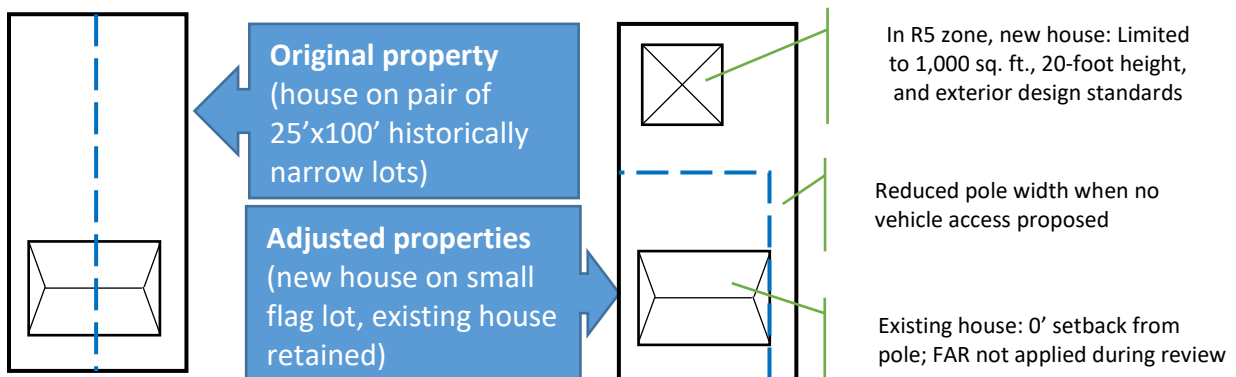 Original property
(house on pair of
25’x100’ historically
narrow lots)
Adjusted properties
(new house on small
flag lot, existing house
retained)
In R5 zone, new house: Limited
to 1,000 sq. ft., 20-foot height,
and exterior design standards
Reduced pole width when no
vehicle access proposed
Existing house: 0’ setback from
pole; FAR not applied during review